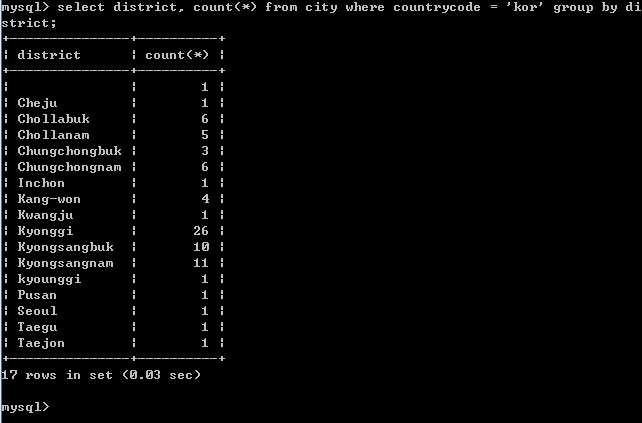 mysql> select district, count(*) from city where countrycode = 'kor' group by di
strict;
+---------------+----------+
| district      | count(*) |
+---------------+----------+
|               |        1 |
| Cheju         |        1 |
| Chollabuk     |        6 |
| Chollanam     |        5 |
| Chungchongbuk |        3 |
| Chungchongnam |        6 |
| Inchon        |        1 |
| Kang-won      |        4 |
| Kwangju       |        1 |
| Kyonggi       |       26 |
| Kyongsangbuk  |       10 |
| Kyongsangnam  |       11 |
| kyounggi      |        1 |
| Pusan         |        1 |
| Seoul         |        1 |
| Taegu         |        1 |
| Taejon        |        1 |
+---------------+----------+
17 rows in set (0.03 sec)
mysql>